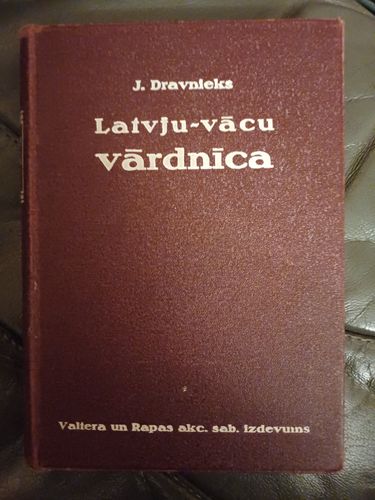 J. Dravnieks
Latvju-vācu
vārdnīca
Valtera un Rapas akc. sab. izdevums